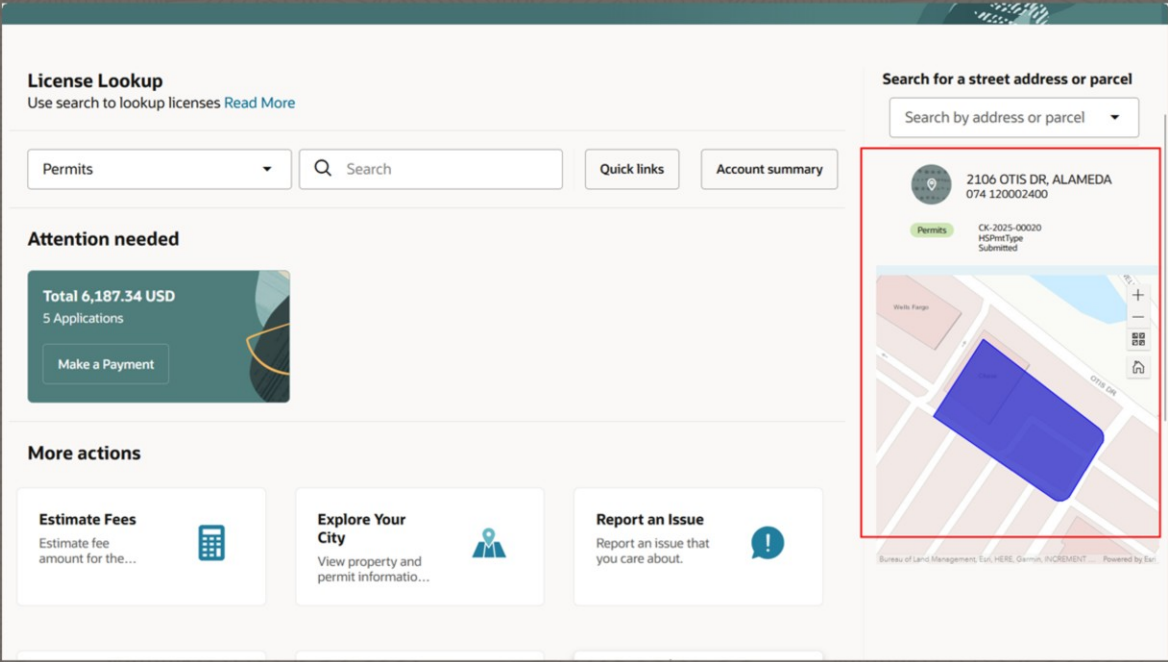 License Lookup
Use search to lookup licenses Read More
Permits
Search
Quick links
Account summary
Attention needed
Total 6,187.34 USD
5 Applications
Make a Payment
More actions
Estimate Fees
Estimate fee
amount for the...
Explore Your
City
View property and
permit informatio...
Report an Issue
Report an issue that
you care about.
Search for a street address or parcel
Search by address or parcel
2106 OTIS DR, ALAMEDA
074 120002400
Permits
CK-2025-00020
HSPmtType
Submitted
Wells Fargo
OTIS DR
Bureau of Land Management, Esri, HERE, Garmin, INCREMENT ... Powered by Esri